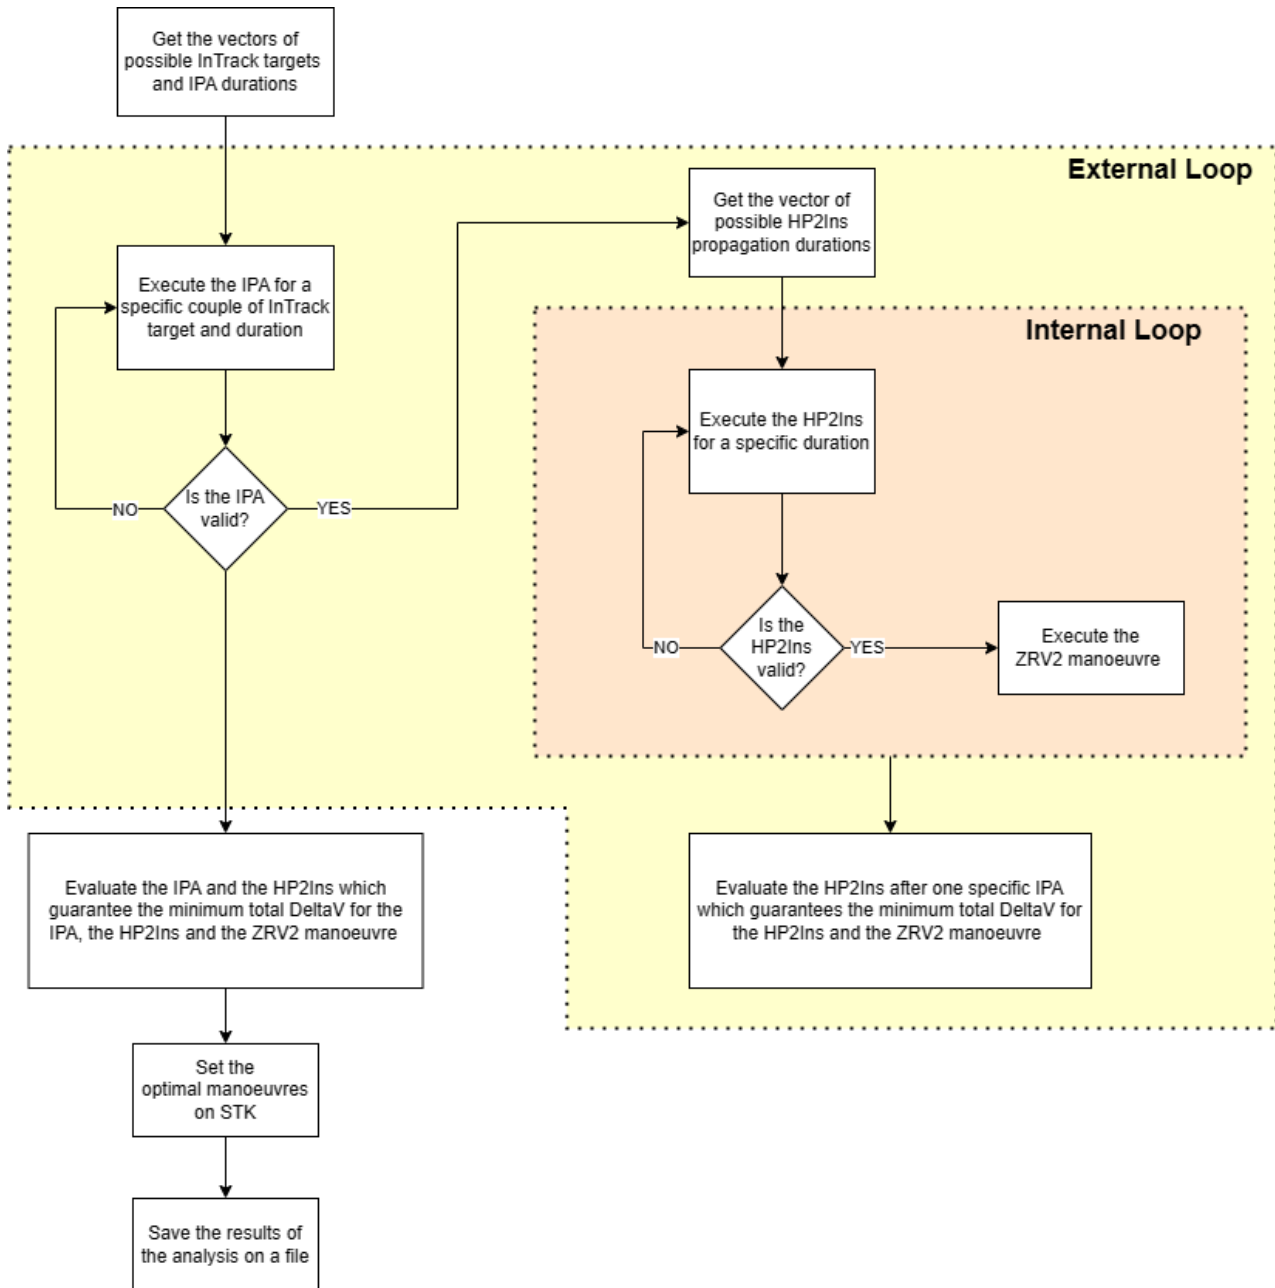 Get the vectors of
possible InTrack targets
and IPA durations
External Loop
Get the vector of
possible HP2Ins
propagation durations
Execute the IPA for a
specific couple of InTrack
target and duration
Internal Loop
Execute the HP2Ins
for a specific duration
Is the IPA
valid?
NO
YES
Is the
HP2Ins
valid?
NO
YES
Execute the
ZRV2 manoeuvre
Evaluate the IPA and the HP2Ins which
guarantee the minimum total DeltaV for the
IPA, the HP2Ins and the ZRV2 manoeuvre
Evaluate the HP2Ins after one specific IPA
which guarantees the minimum total DeltaV for
the HP2Ins and the ZRV2 manoeuvre
Set the
optimal manoeuvres
on STK
Save the results of
the analysis on a file